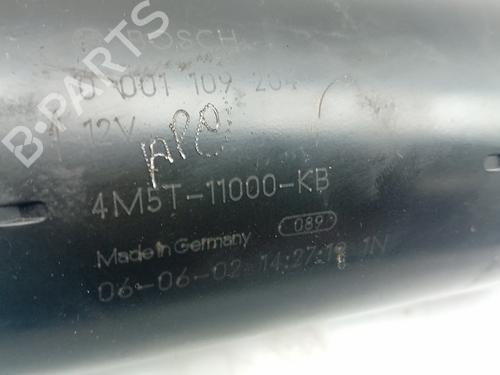 BOSCH
0 001 109 204
12V
4M5T-11000-KB
089
Made in Germany
06-06-02 14:27:18 1N
B-PARTS